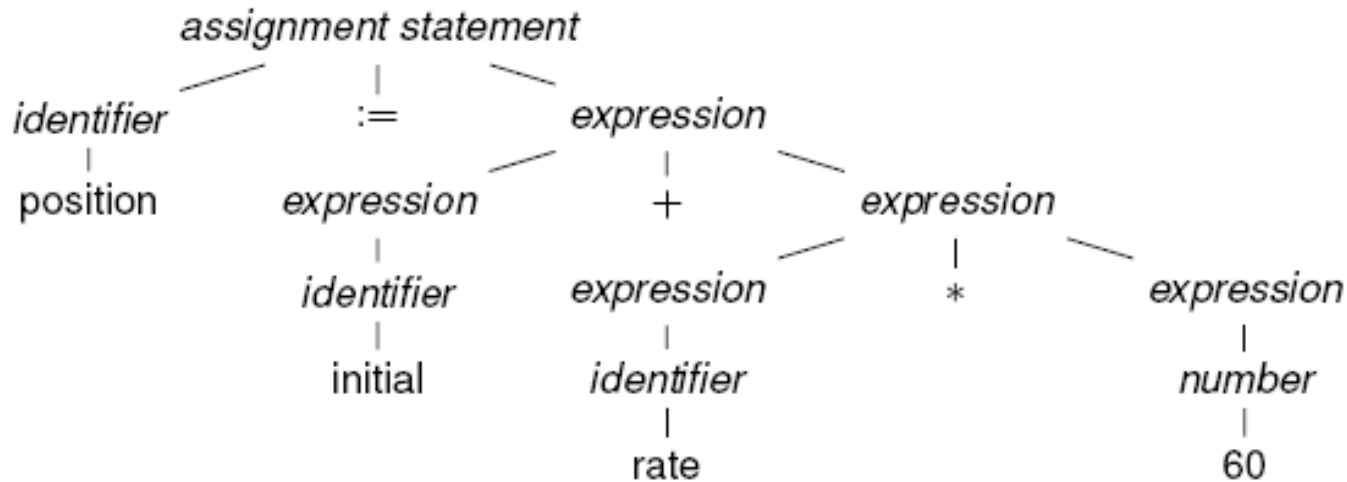 assignment statement
identifier := expression
position expression + expression
identifier expression * expression
initial identifier number
rate 60